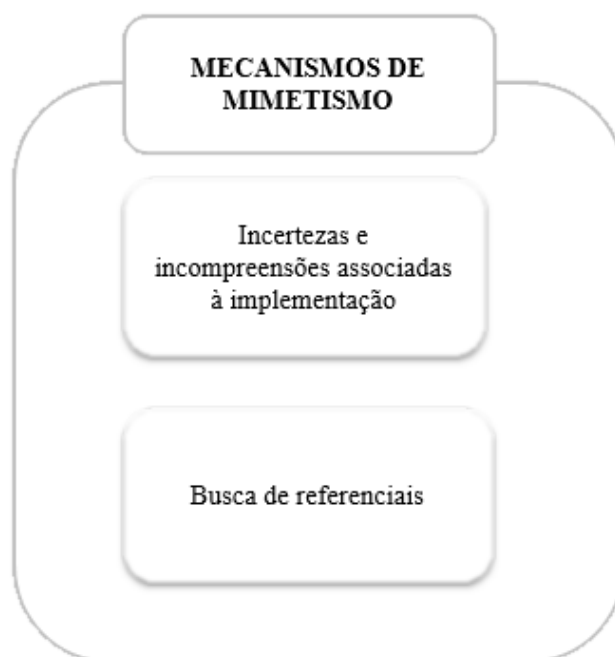 MECANISMOS DE
MIMETISMO
Incertezas e
incompreensões associadas
à implementação
Busca de referenciais